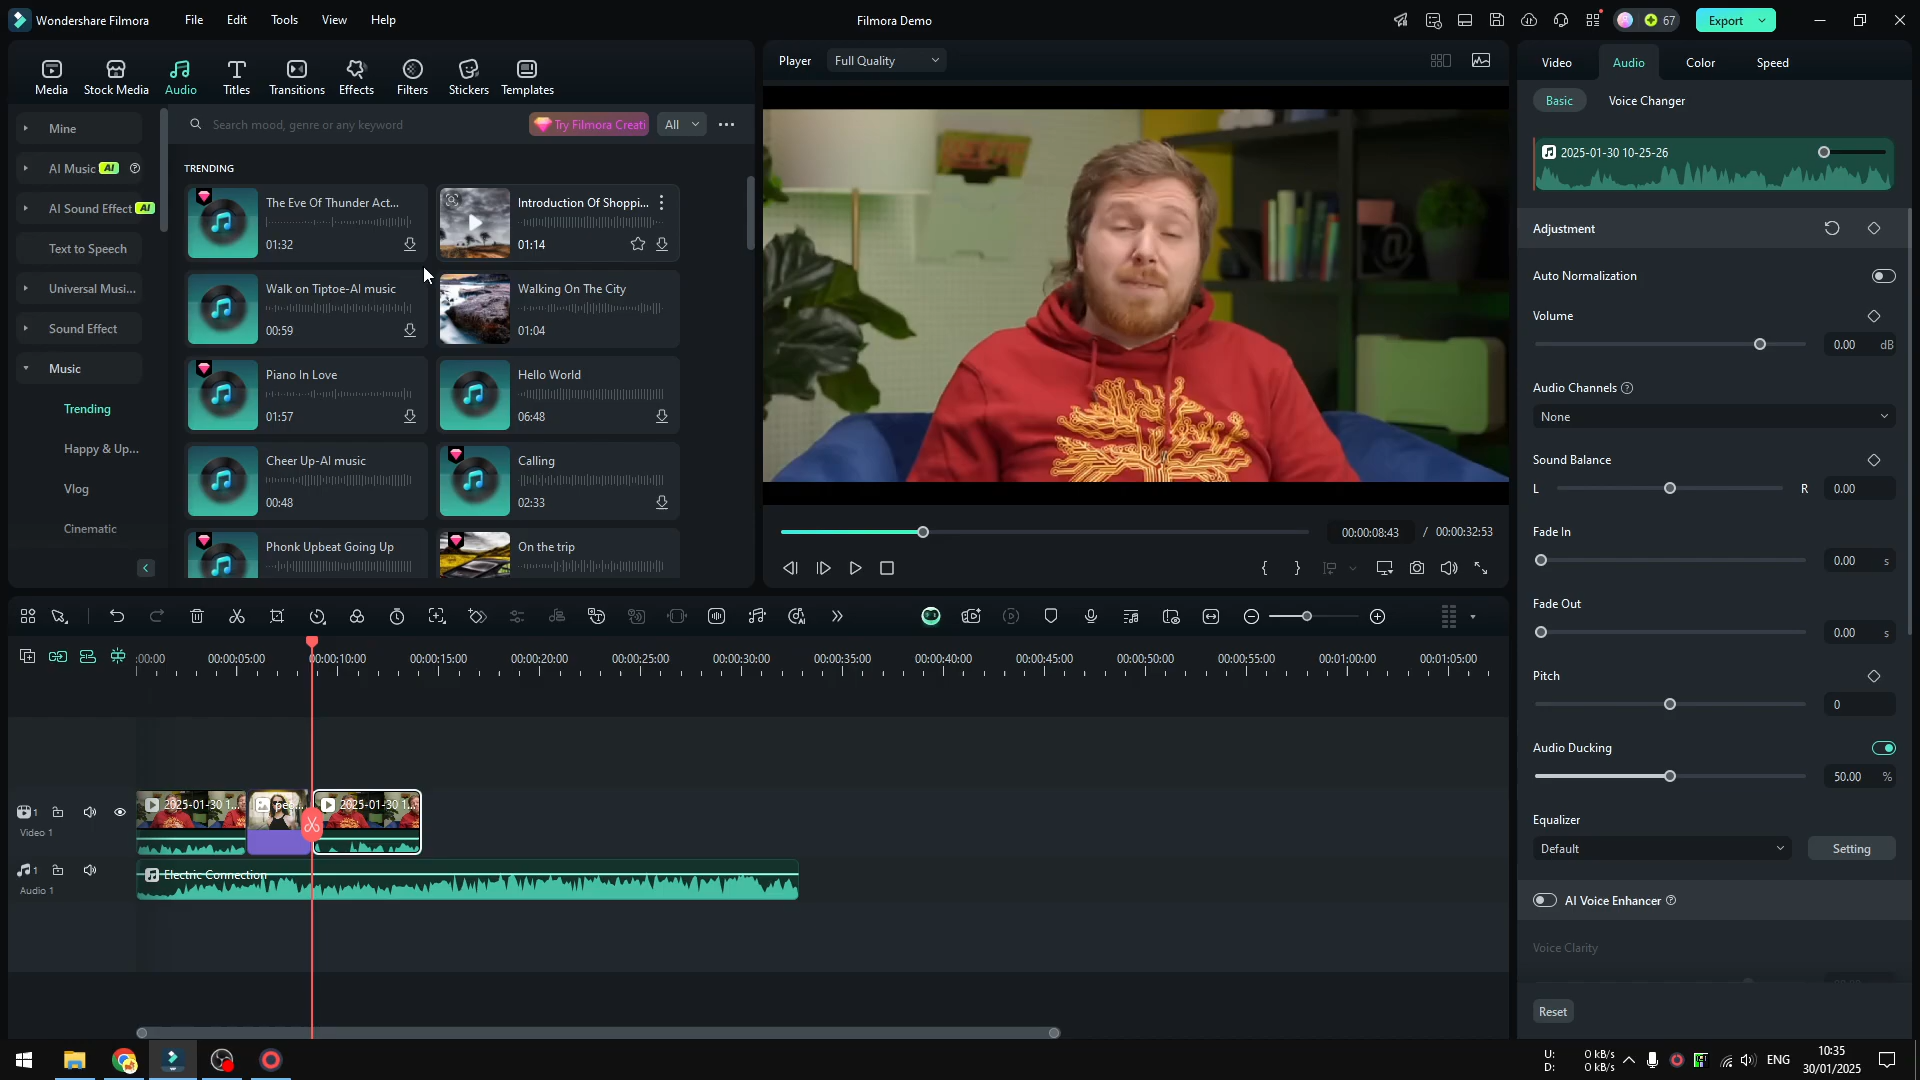 Wondershare Filmora
File
Edit
Tools
View
Help
Filmora Demo
67
Export
Media
Stock Media
Audio
Titles
Transitions
Effects
Filters
Stickers
Templates
Player
Full Quality
Video
Audio
Color
Speed
Mine
AI Music AI
AI Sound Effect AI
Text to Speech
Universal Musi...
Sound Effect
Music
Trending
Happy & Up...
Vlog
Cinematic
Search mood, genre or any keyword
Try Filmora Creati
All
TRENDING
The Eve Of Thunder Act...
01:32
Introduction Of Shoppi...
01:14
Walk on Tiptoe-AI music
00:59
Walking On The City
01:04
Piano In Love
01:57
Hello World
06:48
Cheer Up-AI music
00:48
Calling
02:33
Phonk Upbeat Going Up
On the trip
00:00:08:43 / 00:00:32:53
Basic
Voice Changer
2025-01-30 10-25-26
Adjustment
Auto Normalization
Volume
0.00 dB
Audio Channels
None
Sound Balance
L
R
0.00
Fade In
0.00 s
Fade Out
0.00 s
Pitch
0
Audio Ducking
50.00 %
Equalizer
Default
Setting
AI Voice Enhancer
Voice Clarity
Reset
:00:00
00:00:05:00
00:00:10:00
00:00:15:00
00:00:20:00
00:00:25:00
00:00:30:00
00:00:35:00
00:00:40:00
00:00:45:00
00:00:50:00
00:00:55:00
00:01:00:00
00:01:05:00
1
Video 1
2025-01-30 1...
2025-01-30 1...
1
Audio 1
Electric Connection
U: 0 kB/s
D: 0 kB/s
ENG
10:35
30/01/2025